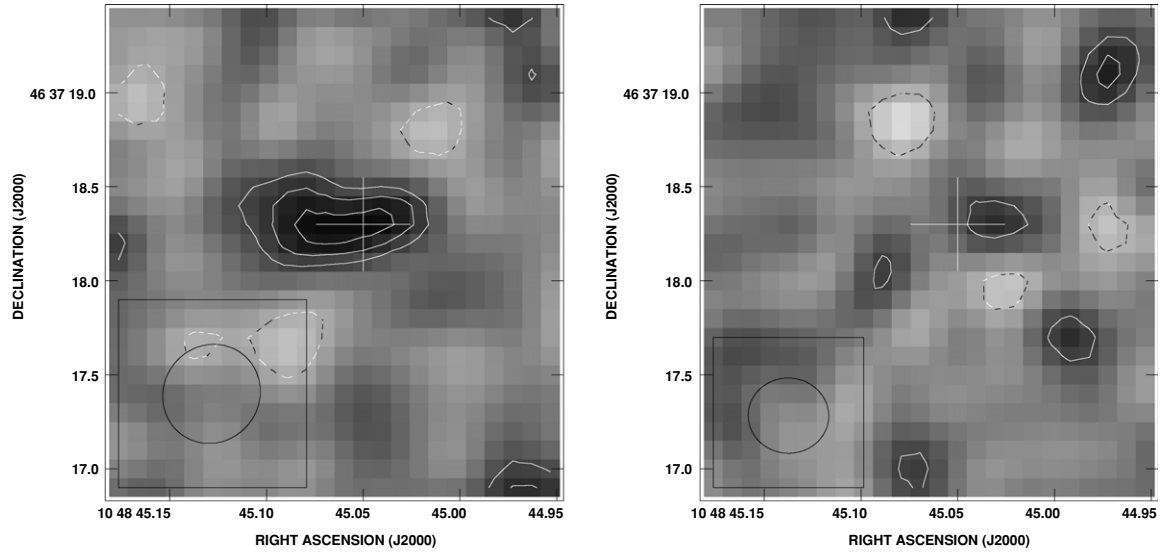 DECLINATION (J2000)
46 37 19.0
18.5
18.0
17.5
17.0
10 48 45.15
45.10
45.05
45.00
44.95
RIGHT ASCENSION (J2000)
DECLINATION (J2000)
46 37 19.0
18.5
18.0
17.5
17.0
10 48 45.15
45.10
45.05
45.00
44.95
RIGHT ASCENSION (J2000)